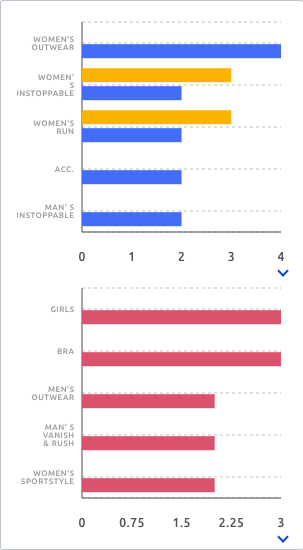 WOMEN'S
OUTWEAR
WOMEN'
S
INSTOPPABLE
WOMEN'S
RUN
ACC.
MAN' S
INSTOPPABLE
0 1 2 3 4
GIRLS
BRA
MEN'S
OUTWEAR
MAN' S
VANISH
& RUSH
WOMEN'S
SPORTSTYLE
0 0.75 1.5 2.25 3